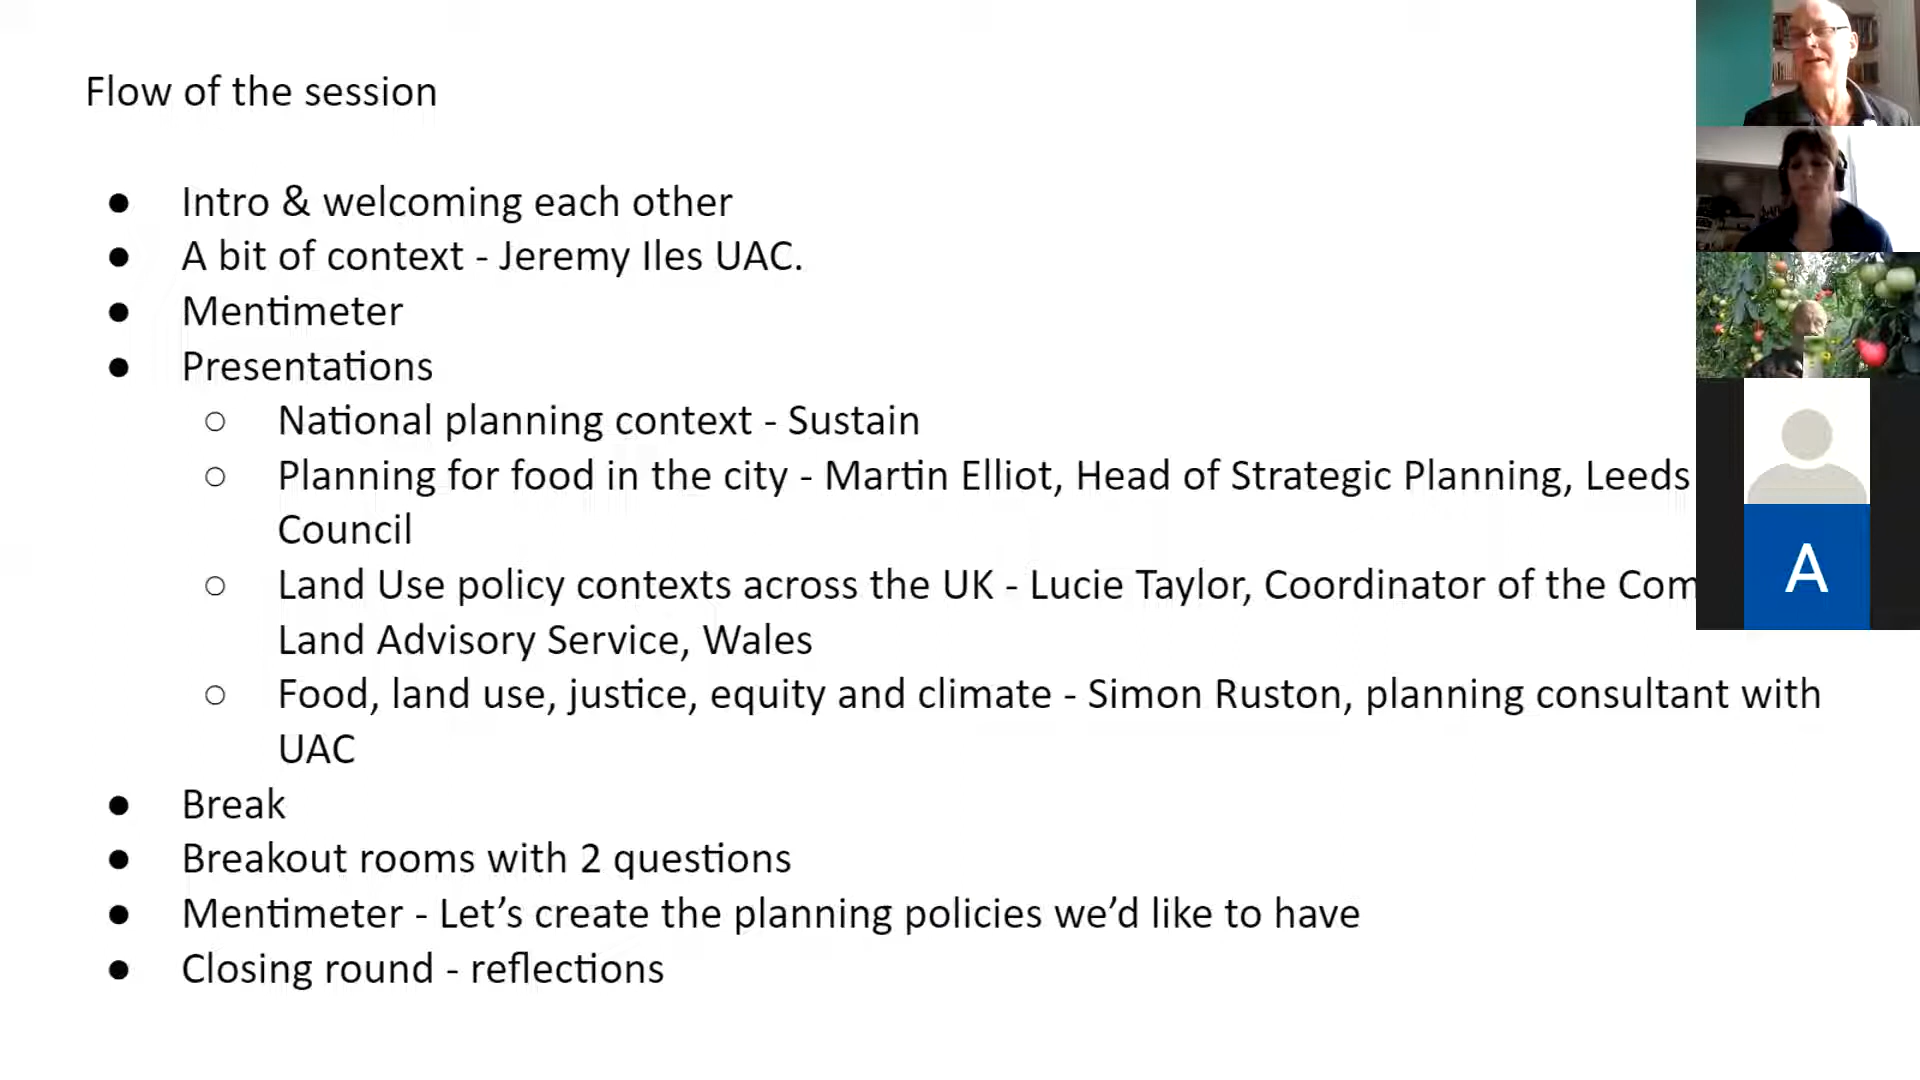 Flow of the session
● Intro & welcoming each other
● A bit of context - Jeremy Iles UAC.
● Mentimeter
● Presentations
○ National planning context - Sustain
○ Planning for food in the city - Martin Elliot, Head of Strategic Planning, Leeds
Council
○ Land Use policy contexts across the UK - Lucie Taylor, Coordinator of the Com
Land Advisory Service, Wales
○ Food, land use, justice, equity and climate - Simon Ruston, planning consultant with
UAC
● Break
● Breakout rooms with 2 questions
● Mentimeter - Let’s create the planning policies we’d like to have
● Closing round - reflections
A